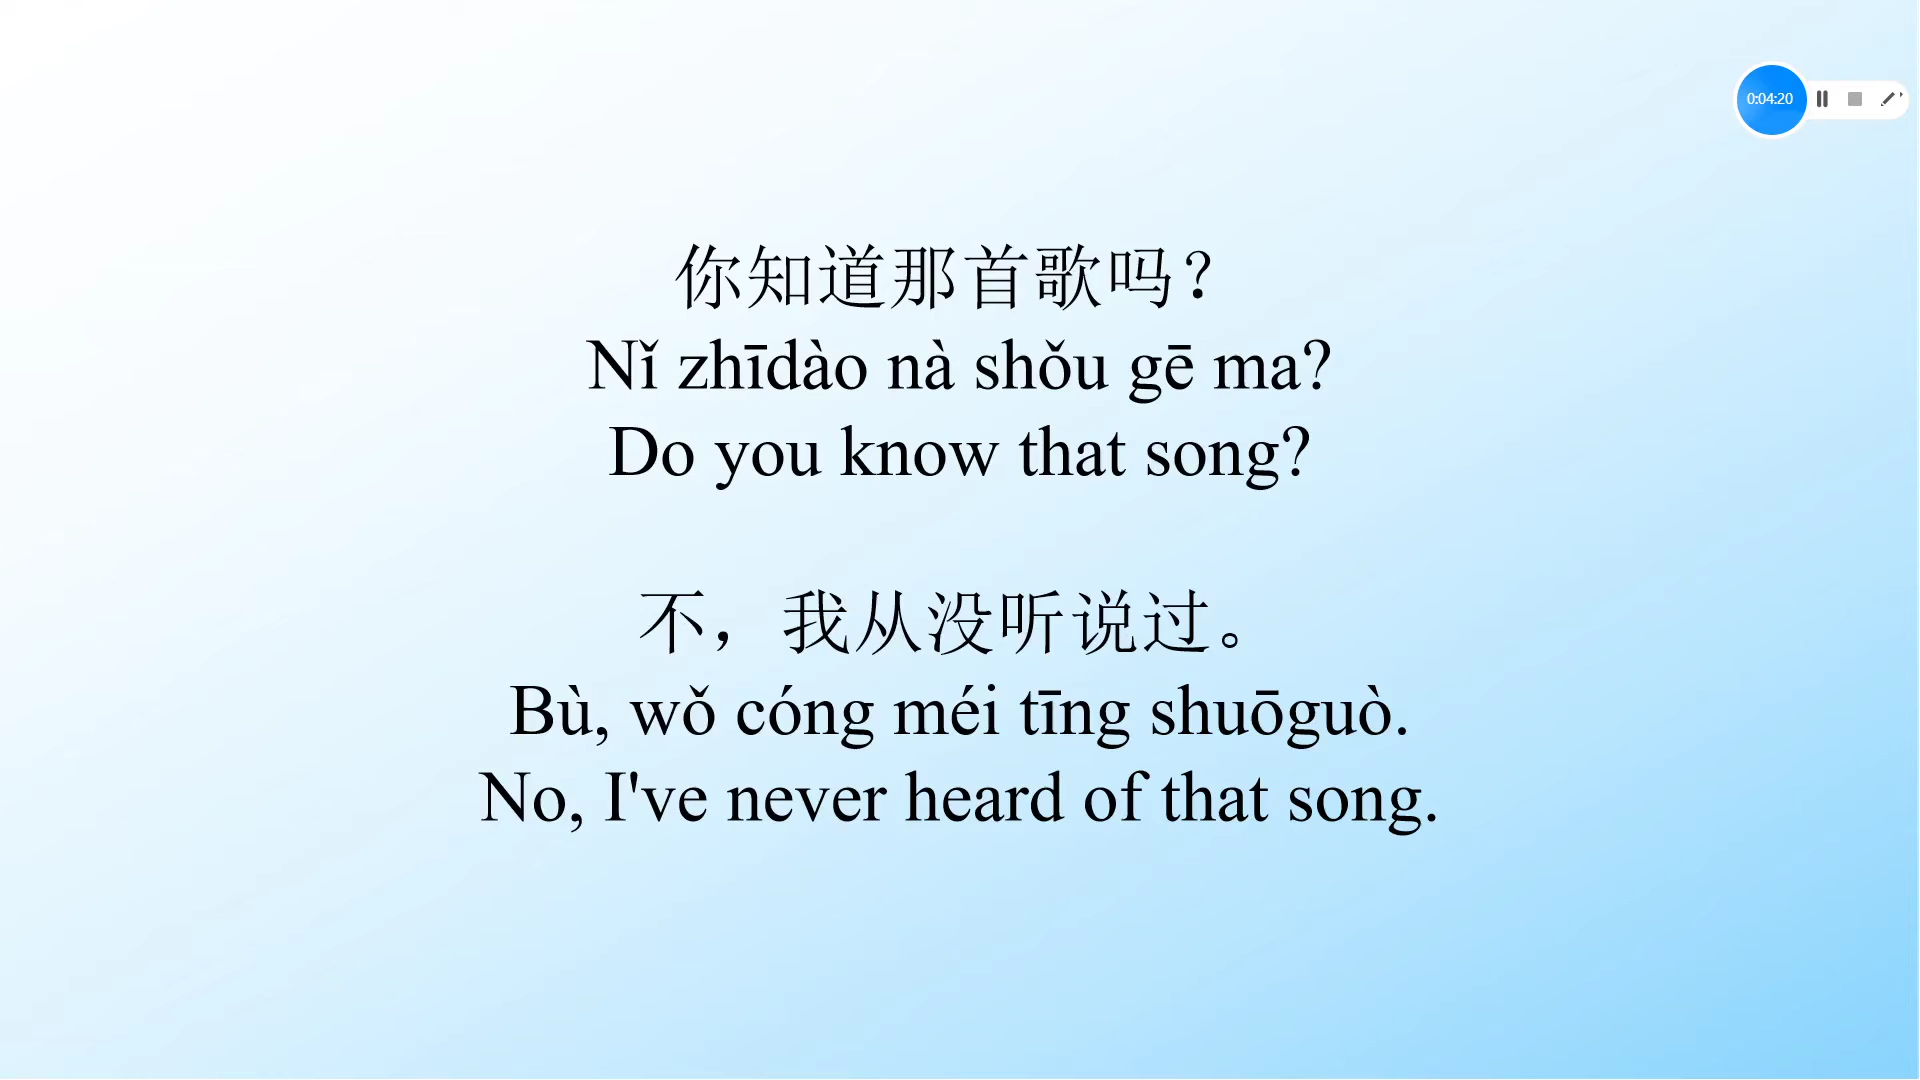 0:04:20
你知道那首歌吗？
Nǐ zhīdào nà shǒu gē ma?
Do you know that song?
不，我从没听说过。
Bù, wǒ cóng méi tīng shuōguò.
No, I've never heard of that song.